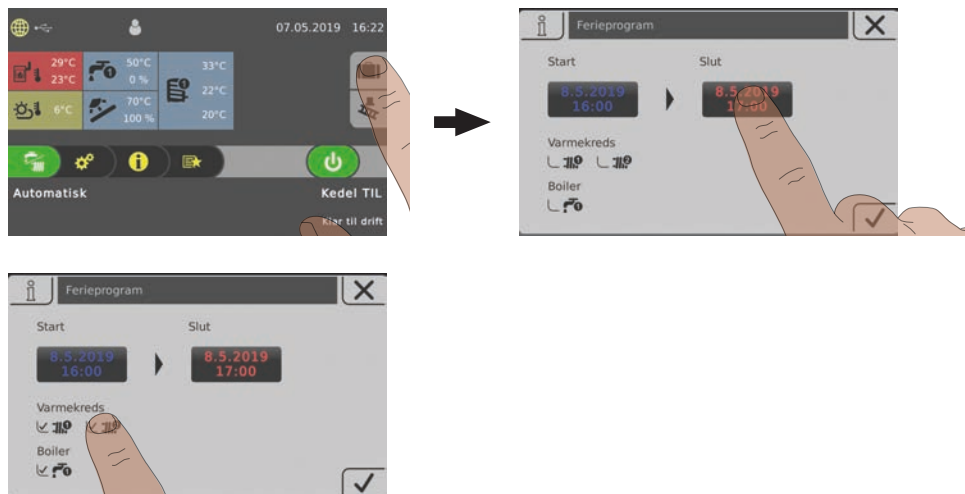 07.05.2019 16:22
29°C 50°C 33°C
23°C 0 % 22°C
6°C 70°C 20°C
100 %
Automatisk Kedel TIL
Klar til drift
Ferieprogram
Start Slut
8.5.2019 8.5.2019
16:00 17:00
Varmekreds
Boiler
Ferieprogram
Start Slut
8.5.2019 8.5.2019
16:00 17:00
Varmekreds
Boiler